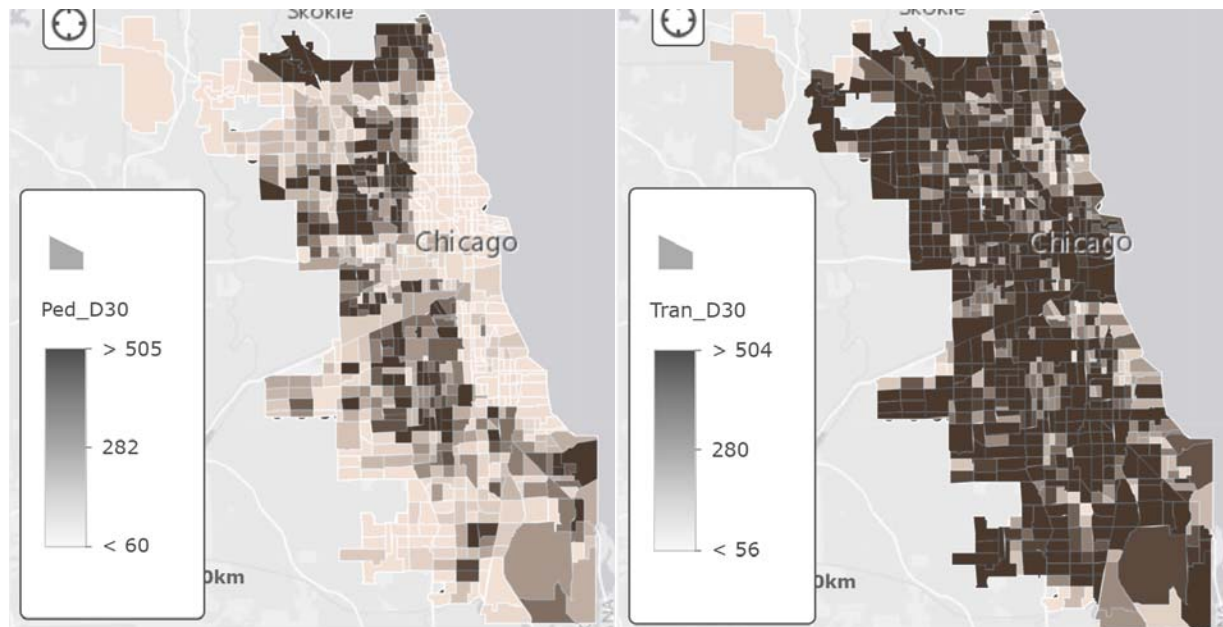 Skokie
Chicago
Ped_D30
> 505
282
< 60
0km
Skokie
Chicago
Tran_D30
> 504
280
< 56
0km